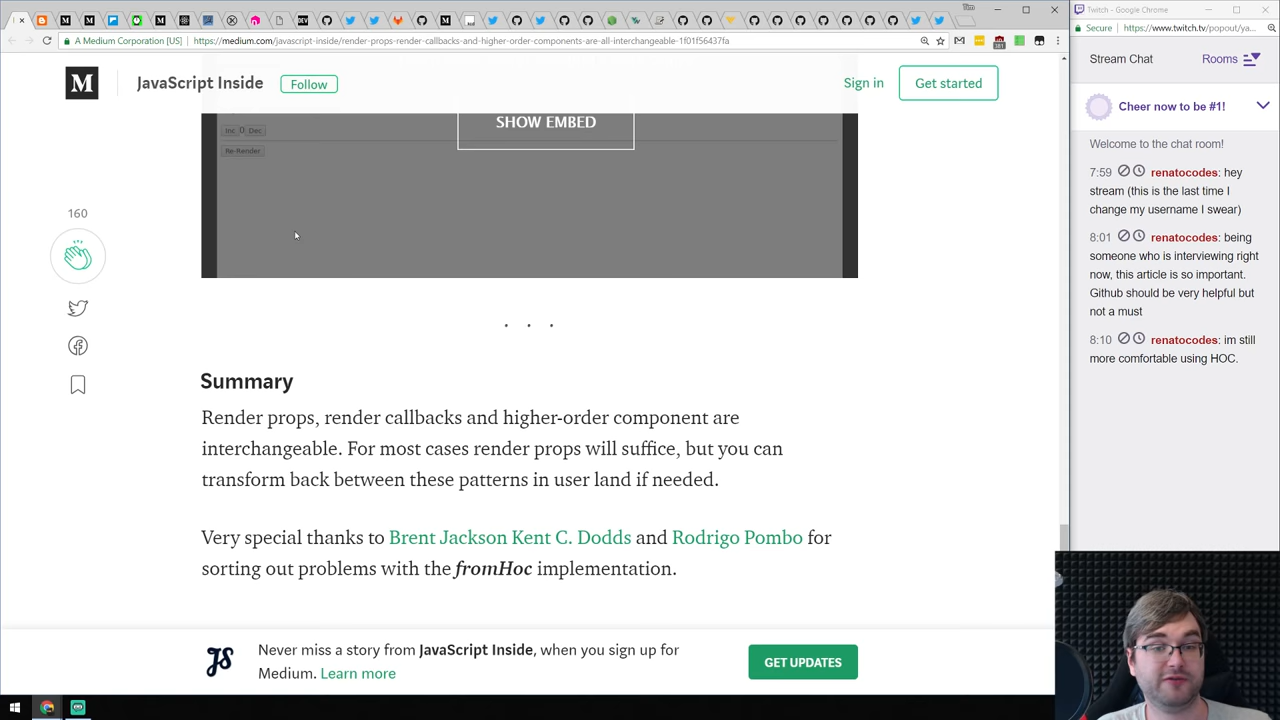 Tim
A Medium Corporation [US]
https://medium.com/javascript-inside/render-props-render-callbacks-and-higher-order-components-are-all-interchangeable-1f01f56437fa
JavaScript Inside
Follow
Sign in
Get started
SHOW EMBED
Inc 0 Dec
Re-Render
160
. . .
Summary
Render props, render callbacks and higher-order component are
interchangeable. For most cases render props will suffice, but you can
transform back between these patterns in user land if needed.
Very special thanks to Brent Jackson Kent C. Dodds and Rodrigo Pombo for
sorting out problems with the fromHoc implementation.
Never miss a story from JavaScript Inside, when you sign up for
Medium. Learn more
GET UPDATES
Twitch - Google Chrome
Secure
https://www.twitch.tv/popout/ya...
Stream Chat
Rooms
Cheer now to be #1!
Welcome to the chat room!
7:59 renatocodes: hey
stream (this is the last time I
change my username I swear)
8:01 renatocodes: being
someone who is interviewing right
now, this article is so important.
Github should be very helpful but
not a must
8:10 renatocodes: im still
more comfortable using HOC.